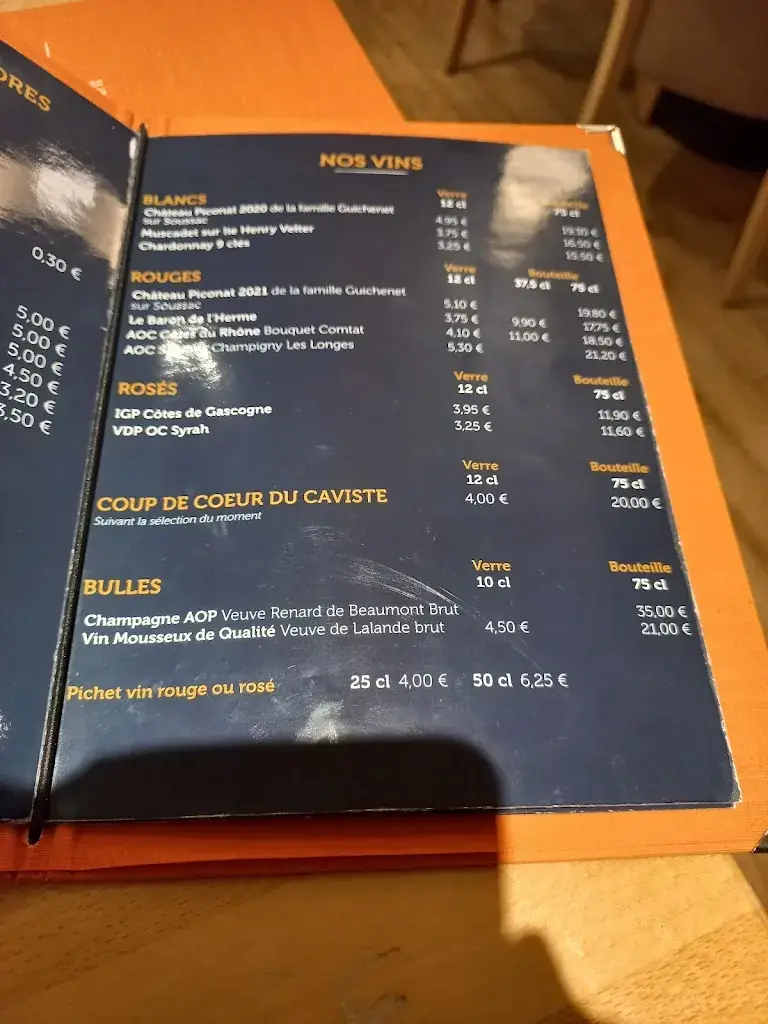 DRES
0,30 €
5,00 €
5,00 €
5,00 €
4,50 €
3,20 €
3,50 €
NOS VINS
BLANCS Verre
12 cl 75 cl
Château Piconat 2020 de la famille Guichenet
sur Soussac 4,95 € 19,30 €
Muscadet sur lie Henry Velter 3,75 € 16,50 €
Chardonnay 9 clés 3,25 € 15,50 €
ROUGES Verre Bouteille
12 cl 37,5 cl 75 cl
Château Piconat 2021 de la famille Guichenet
sur Soussac 5,10 € 19,80 €
Le Baron de l'Herme 3,75 € 9,90 € 17,75 €
AOC Côtes du Rhône Bouquet Comtat 4,10 € 11,00 € 18,50 €
AOC Champigny Les Longes 5,30 € 21,20 €
ROSÉS Verre Bouteille
12 cl 75 cl
IGP Côtes de Gascogne 3,95 € 11,90 €
VDP OC Syrah 3,25 € 11,60 €
Verre Bouteille
12 cl 75 cl
COUP DE COEUR DU CAVISTE 4,00 € 20,00 €
Suivant la sélection du moment
Verre Bouteille
BULLES 10 cl 75 cl
Champagne AOP Veuve Renard de Beaumont Brut 35,00 €
Vin Mousseux de Qualité Veuve de Lalande brut 4,50 € 21,00 €
Pichet vin rouge ou rosé 25 cl 4,00 € 50 cl 6,25 €